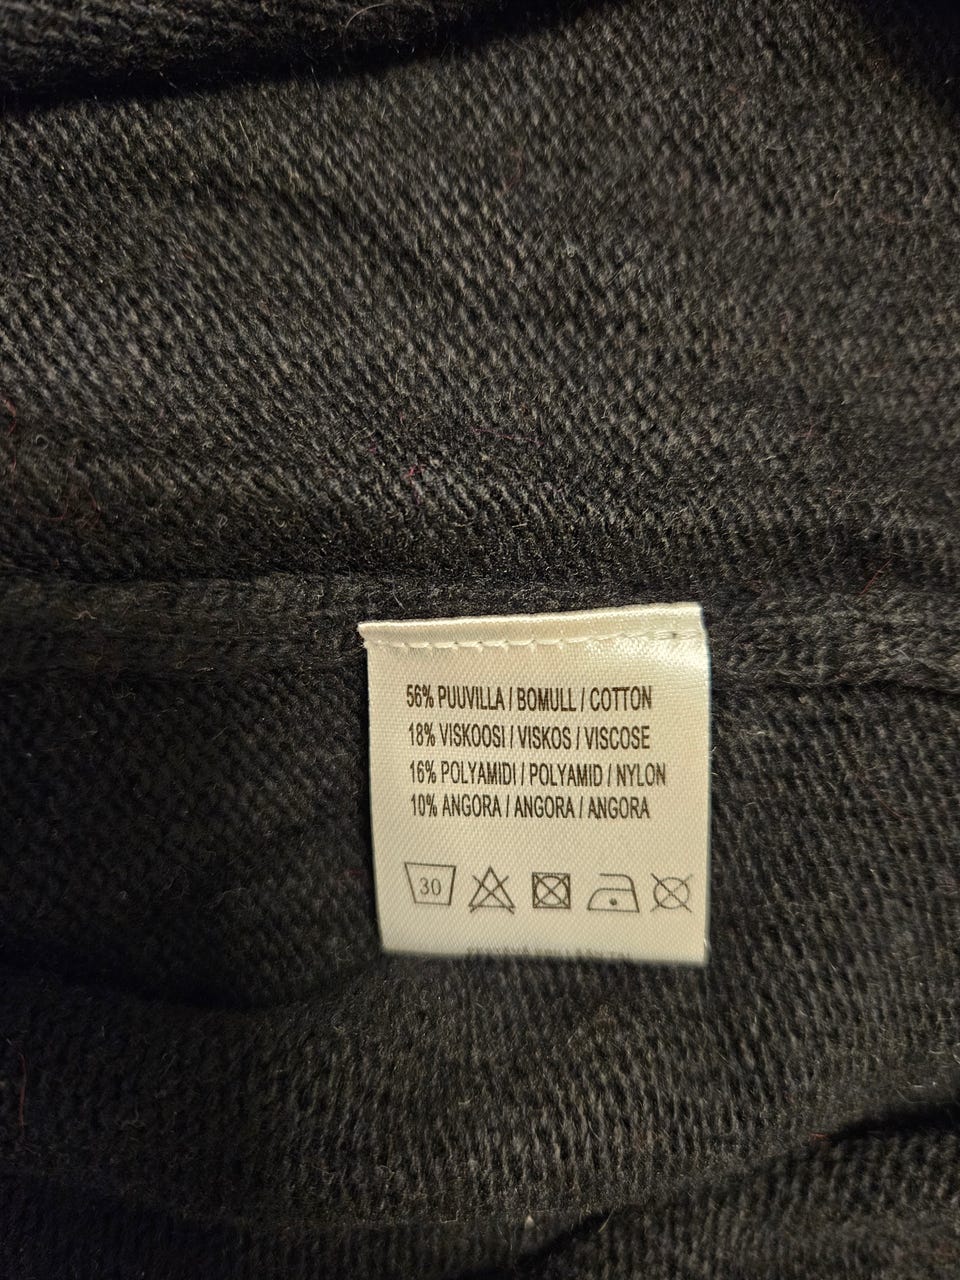 56% PUUVILLA / BOMULL / COTTON
18% VISKOOSI / VISKOS / VISCOSE
16% POLYAMIDI / POLYAMID / NYLON
10% ANGORA / ANGORA / ANGORA
30